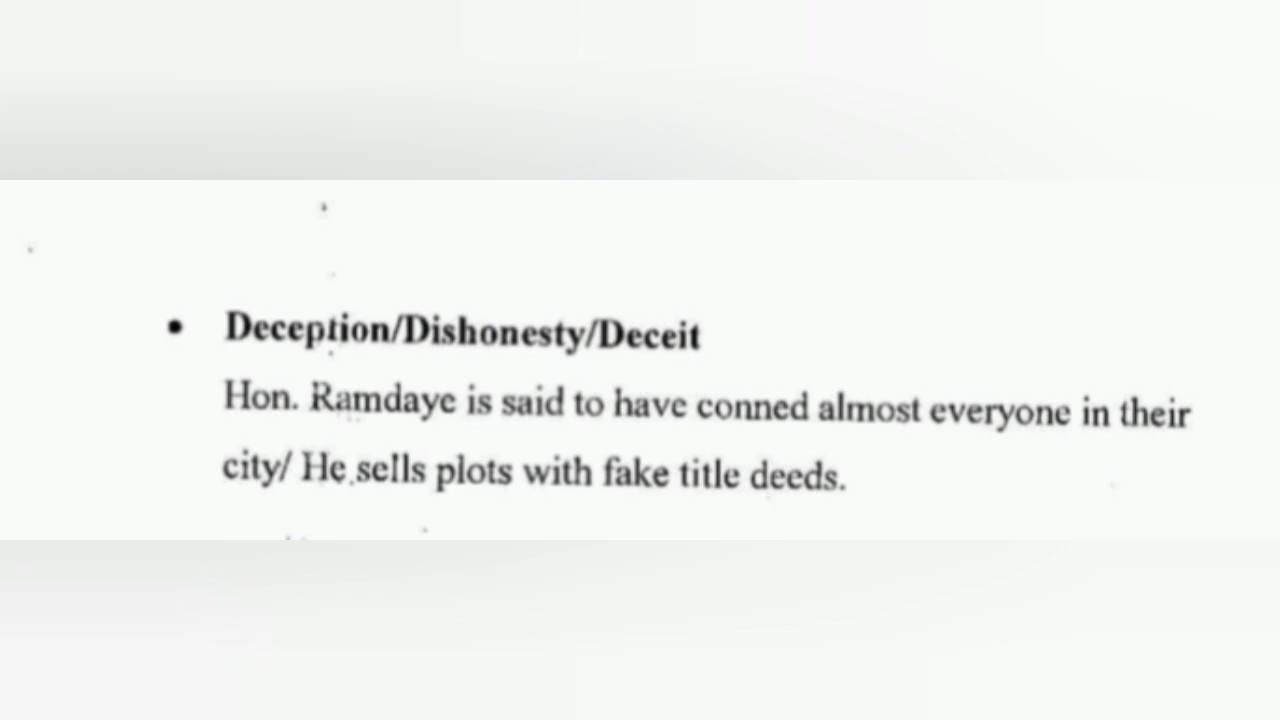 • Deception/Dishonesty/Deceit
Hon. Ramdaye is said to have conned almost everyone in their
city/ He sells plots with fake title deeds.